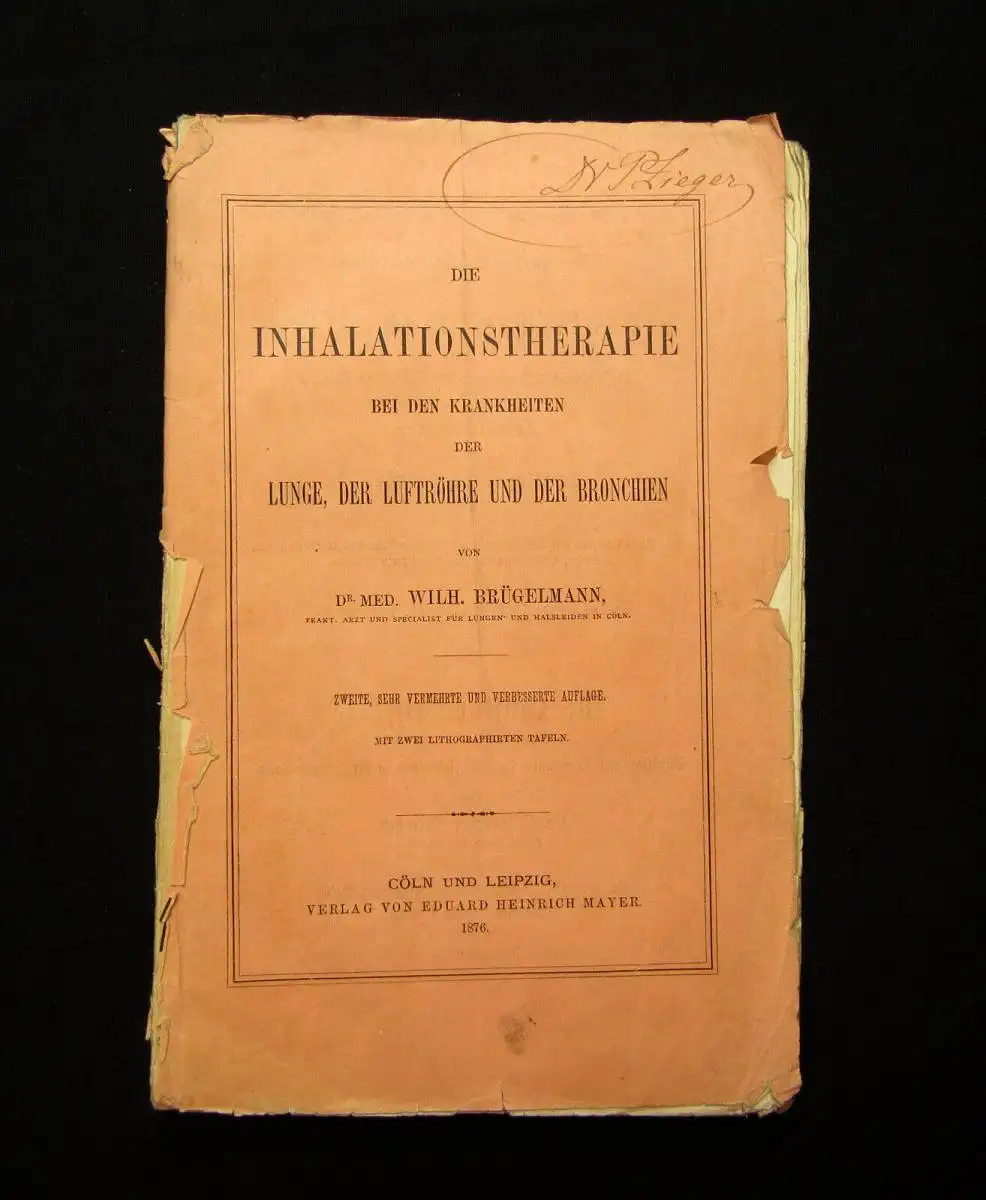 Dr PZieger
DIE
INHALATIONSTHERAPIE
BEI DEN KRANKHEITEN
DER
LUNGE, DER LUFTRÖHRE UND DER BRONCHIEN
VON
DR. MED. WILH. BRÜGELMANN,
PRAKT. ARZT UND SPECIALIST FÜR LUNGEN- UND HALSLEIDEN IN CÖLN.
ZWEITE, SEHR VERMEHRTE UND VERBESSERTE AUFLAGE.
MIT ZWEI LITHOGRAPHIRTEN TAFELN.
CÖLN UND LEIPZIG,
VERLAG VON EDUARD HEINRICH MAYER.
1876.